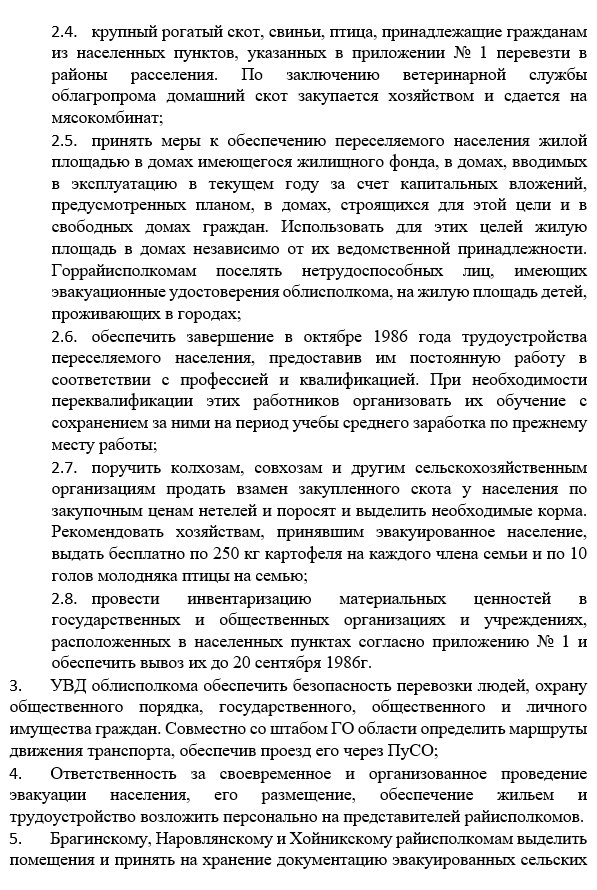 2.4. крупный рогатый скот, свиньи, птица, принадлежащие гражданам
из населенных пунктов, указанных в приложении № 1 перевезти в
районы расселения. По заключению ветеринарной службы
облагропрома домашний скот закупается хозяйством и сдается на
мясокомбинат;
2.5. принять меры к обеспечению переселяемого населения жилой
площадью в домах имеющегося жилищного фонда, в домах, вводимых
в эксплуатацию в текущем году за счет капитальных вложений,
предусмотренных планом, в домах, строящихся для этой цели и в
свободных домах граждан. Использовать для этих целей жилую
площадь в домах независимо от их ведомственной принадлежности.
Горрайисполкомам поселять нетрудоспособных лиц, имеющих
эвакуационные удостоверения облисполкома, на жилую площадь детей,
проживающих в городах;
2.6. обеспечить завершение в октябре 1986 года трудоустройства
переселяемого населения, предоставив им постоянную работу в
соответствии с профессией и квалификацией. При необходимости
переквалификации этих работников организовать их обучение с
сохранением за ними на период учебы среднего заработка по прежнему
месту работы;
2.7. поручить колхозам, совхозам и другим сельскохозяйственным
организациям продать взамен закупленного скота у населения по
закупочным ценам нетелей и поросят и выделить необходимые корма.
Рекомендовать хозяйствам, принявшим эвакуированное население,
выдать бесплатно по 250 кг картофеля на каждого члена семьи и по 10
голов молодняка птицы на семью;
2.8. провести инвентаризацию материальных ценностей в
государственных и общественных организациях и учреждениях,
расположенных в населенных пунктах согласно приложению № 1 и
обеспечить вывоз их до 20 сентября 1986г.
3. УВД облисполкома обеспечить безопасность перевозки людей, охрану
общественного порядка, государственного, общественного и личного
имущества граждан. Совместно со штабом ГО области определить маршруты
движения транспорта, обеспечив проезд его через ПуСО;
4. Ответственность за своевременное и организованное проведение
эвакуации населения, его размещение, обеспечение жильем и
трудоустройство возложить персонально на представителей райисполкомов.
5. Брагинскому, Наровлянскому и Хойникскому райисполкомам выделить
помещения и принять на хранение документацию эвакуированных сельских